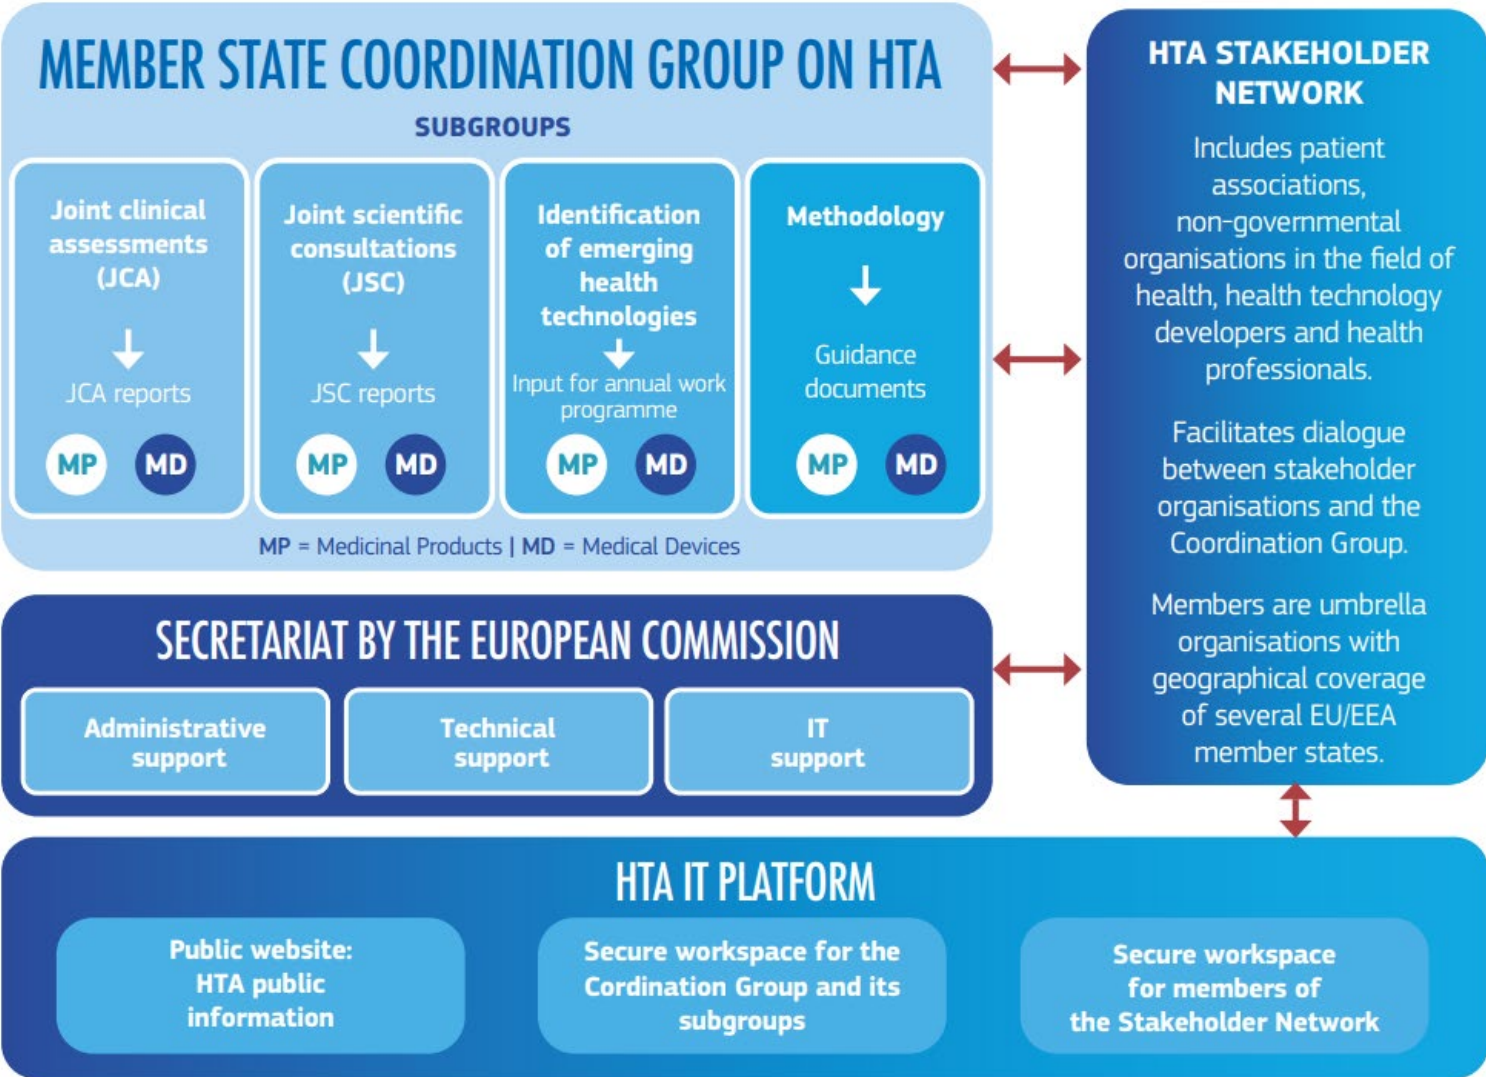 MEMBER STATE COORDINATION GROUP ON HTA
SUBGROUPS
Joint clinical
assessments
(JCA)
JCA reports
MP MD
Joint scientific
consultations
(JSC)
JSC reports
MP MD
Identification
of emerging
health
technologies
Input for annual work
programme
MP MD
Methodology
Guidance
documents
MP MD
MP = Medicinal Products | MD = Medical Devices
HTA STAKEHOLDER
NETWORK
Includes patient
associations,
non-governmental
organisations in the field of
health, health technology
developers and health
professionals.
Facilitates dialogue
between stakeholder
organisations and the
Coordination Group.
Members are umbrella
organisations with
geographical coverage
of several EU/EEA
member states.
SECRETARIAT BY THE EUROPEAN COMMISSION
Administrative
support
Technical
support
IT
support
HTA IT PLATFORM
Public website:
HTA public
information
Secure workspace for the
Cordination Group and its
subgroups
Secure workspace
for members of
the Stakeholder Network